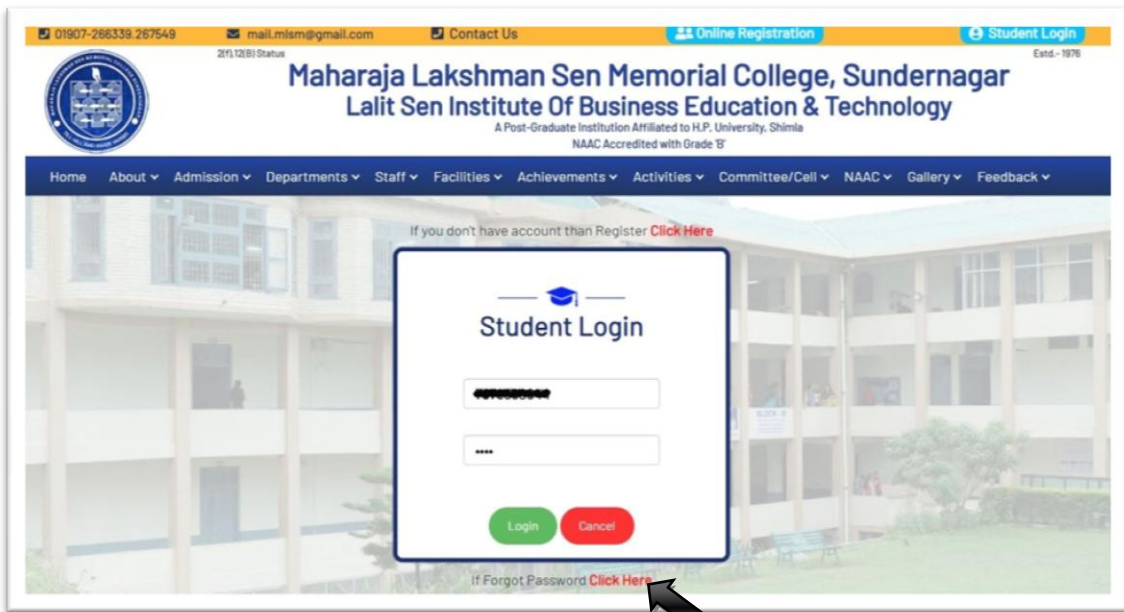 01907-266339.267549 mail.mlsm@gmail.com Contact Us Online Registration Student Login
2(f),12(B) Status Estd.- 1976
Maharaja Lakshman Sen Memorial College, Sundernagar
Lalit Sen Institute Of Business Education & Technology
A Post-Graduate Institution Affiliated to H.P. University, Shimla
NAAC Accredited with Grade 'B'
Home About Admission Departments Staff Facilities Achievements Activities Committee/Cell NAAC Gallery Feedback
If you don't have account than Register Click Here
Student Login
Login Cancel
If Forgot Password Click Here